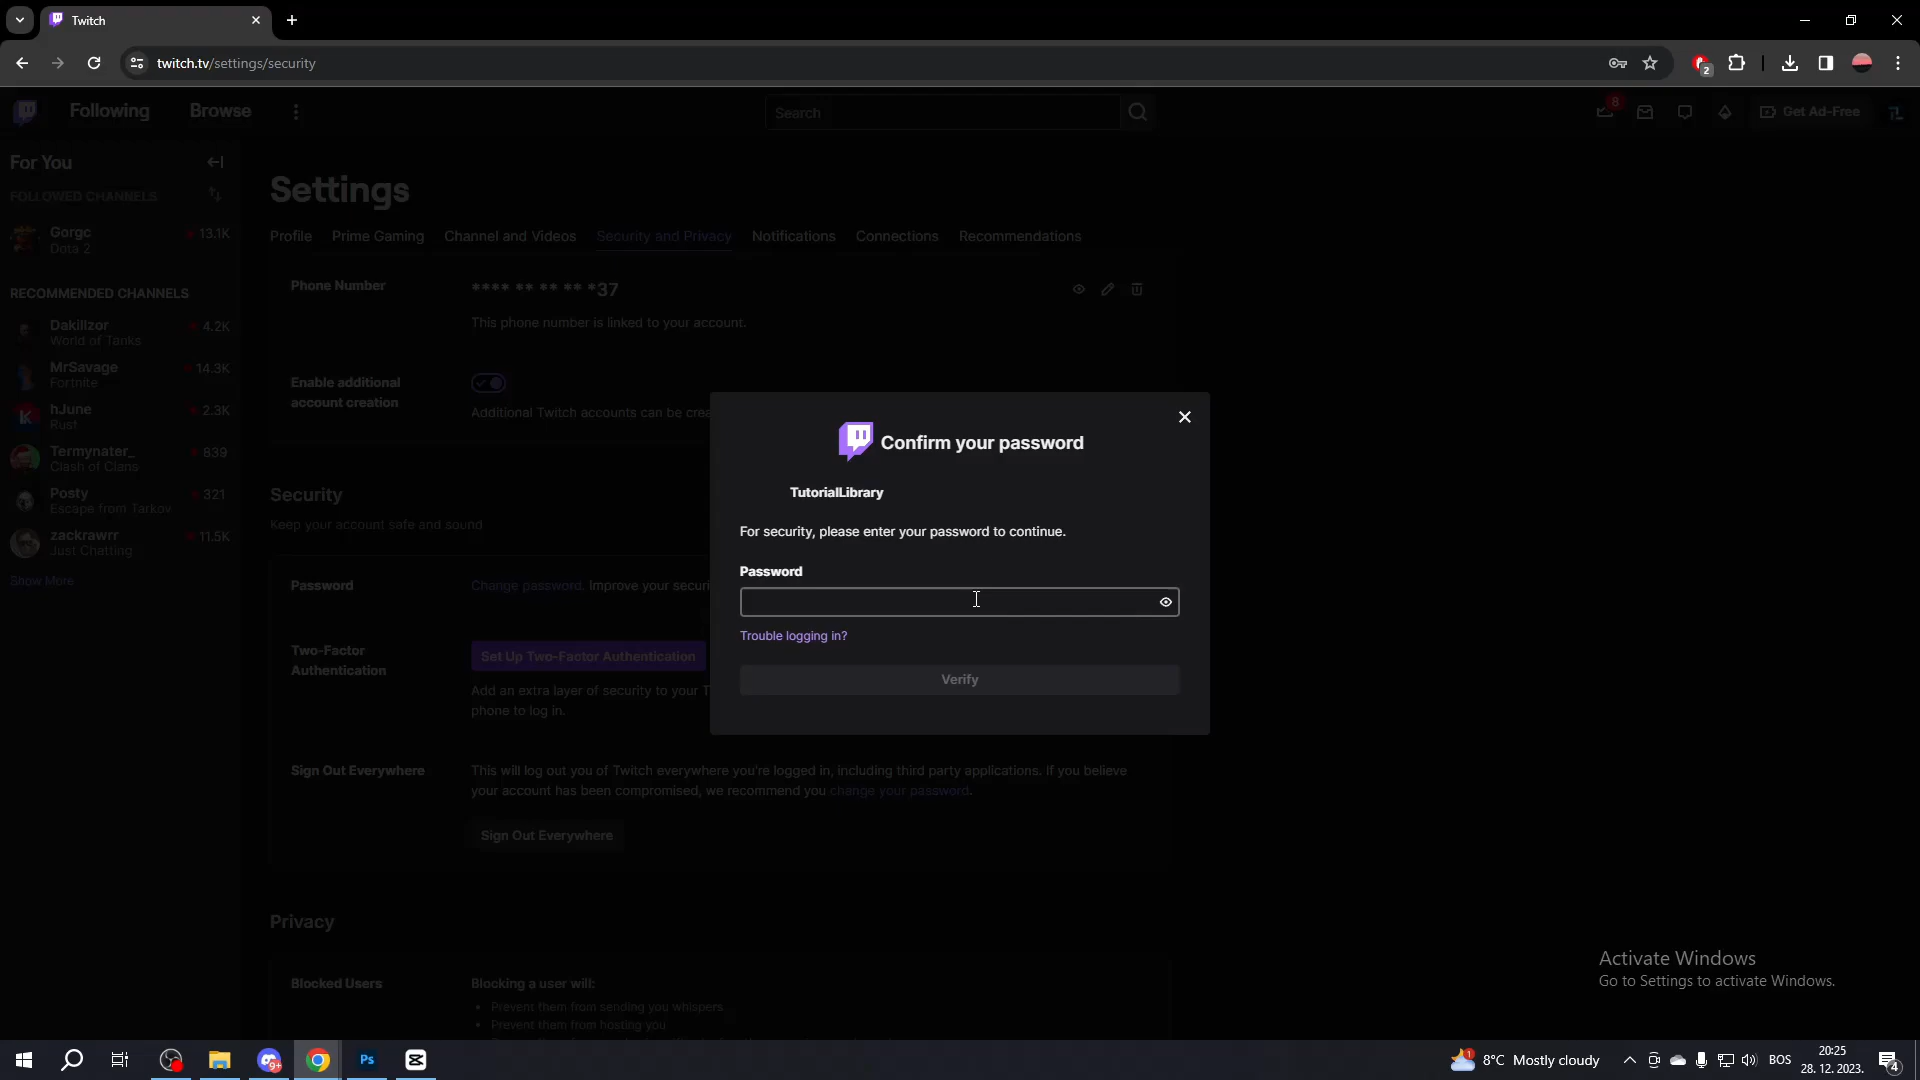 Twitch
twitch.tv/settings/security
2
Following
Browse
Search
8
Get Ad-Free
For You
FOLLOWED CHANNELS
Gorgc
13.1K
Dota 2
RECOMMENDED CHANNELS
Dakillzor
4.2K
World of Tanks
MrSavage
14.3K
Fortnite
hJune
2.3K
Rust
Termynater_
839
Clash of Clans
Posty
321
Escape from Tarkov
zackrawrr
11.5K
Just Chatting
Show More
Settings
Profile Prime Gaming Channel and Videos Security and Privacy Notifications Connections Recommendations
Phone Number
**** ** ** ** *37
This phone number is linked to your account.
Enable additional
account creation
Additional Twitch accounts can be crea
Security
Keep your account safe and sound
Password
Change password. Improve your securi
Two-Factor
Authentication
Set Up Two-Factor Authentication
Add an extra layer of security to your T
phone to log in.
Sign Out Everywhere
This will log out you of Twitch everywhere you're logged in, including third party applications. If you believe
your account has been compromised, we recommend you change your password.
Sign Out Everywhere
Privacy
Blocked Users
Blocking a user will:
• Prevent them from sending you whispers
• Prevent them from hosting you
Confirm your password
TutorialLibrary
For security, please enter your password to continue.
Password
Trouble logging in?
Verify
Activate Windows
Go to Settings to activate Windows.
9+
Ps
1
8°C Mostly cloudy
BOS
20:25
28. 12. 2023.
4